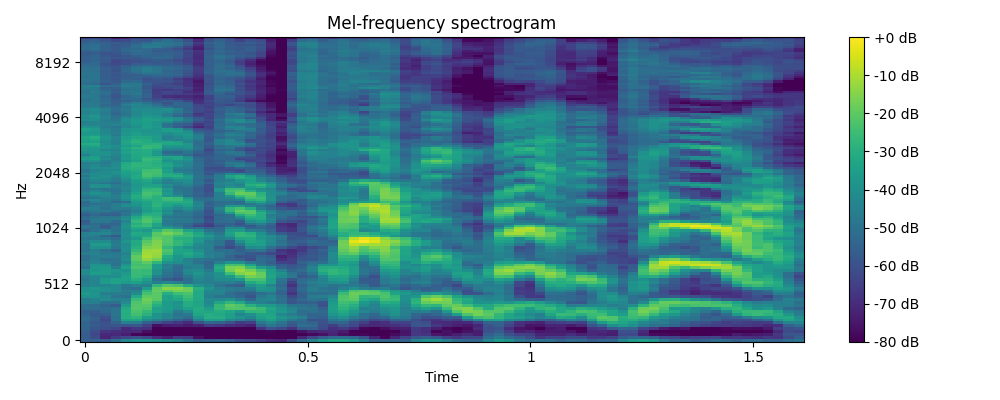 Mel-frequency spectrogram
8192
4096
2048
1024
512
0
Hz
0
0.5
1
1.5
Time
+0 dB
-10 dB
-20 dB
-30 dB
-40 dB
-50 dB
-60 dB
-70 dB
-80 dB